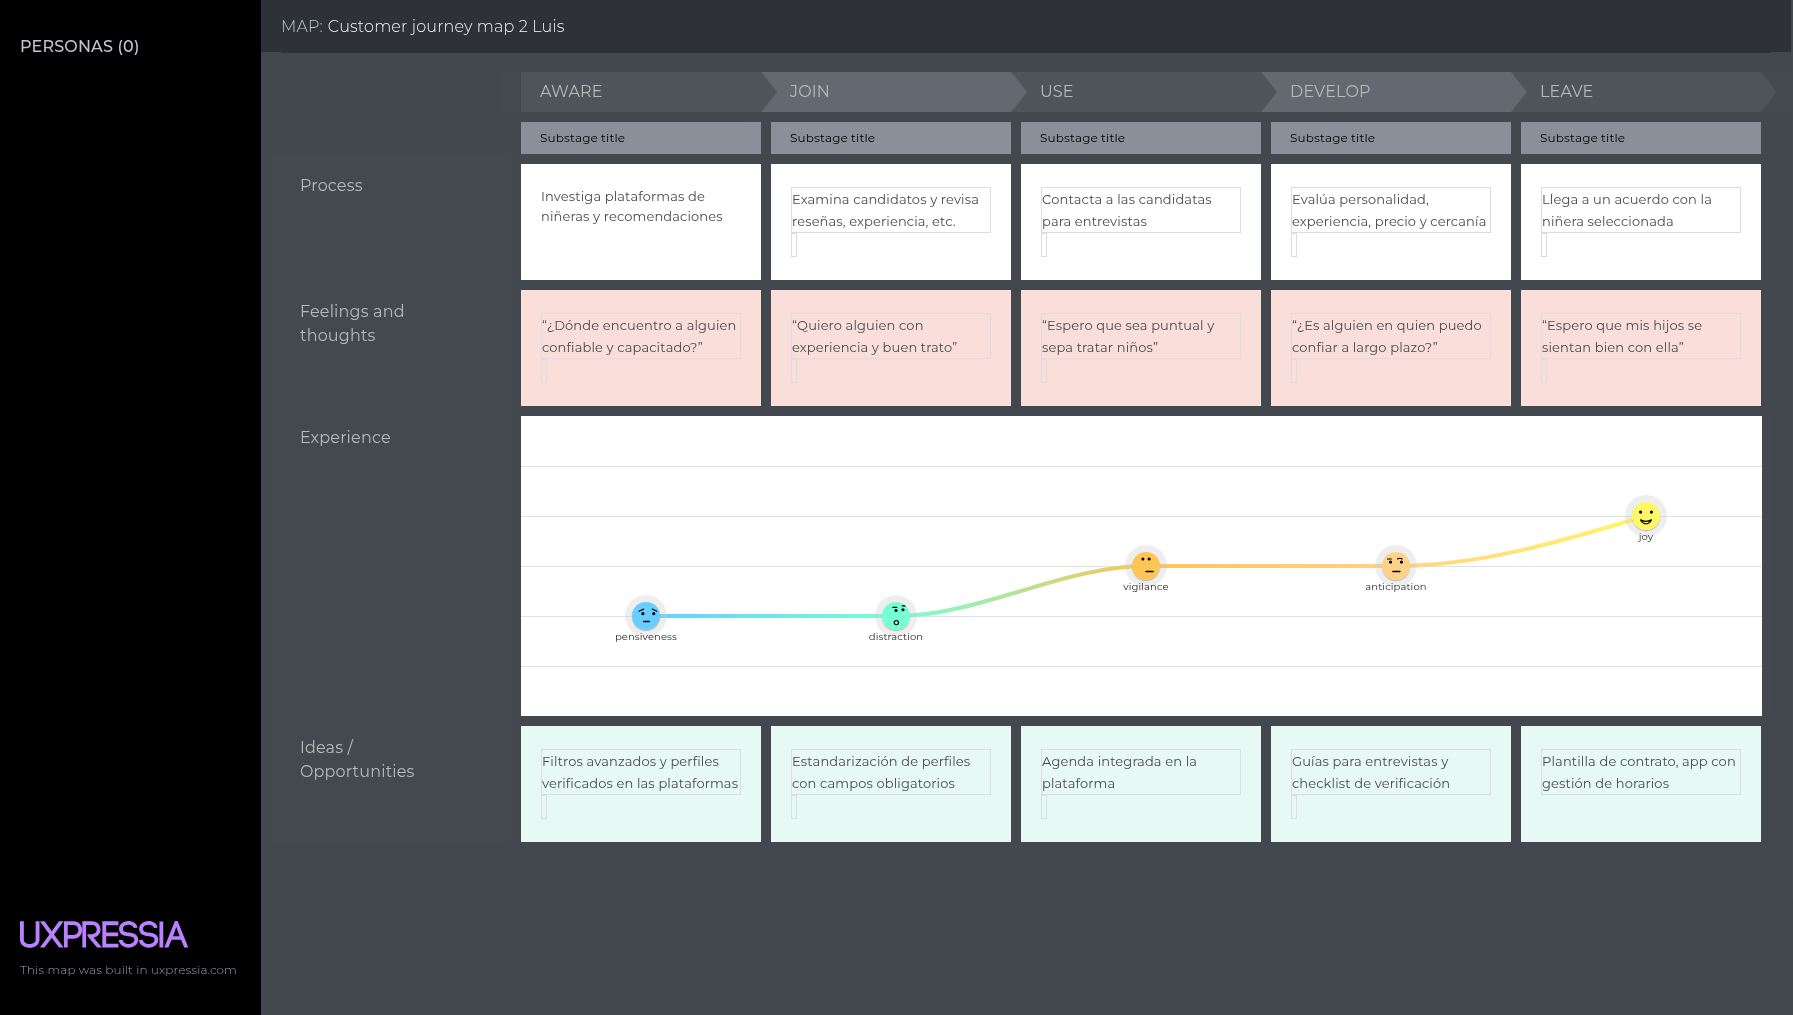 PERSONAS (0)
MAP: Customer journey map 2 Luis
AWARE
JOIN
USE
DEVELOP
LEAVE
Substage title
Substage title
Substage title
Substage title
Substage title
Process
Investiga plataformas de
niñeras y recomendaciones
Examina candidatos y revisa
reseñas, experiencia, etc.
Contacta a las candidatas
para entrevistas
Evalúa personalidad,
experiencia, precio y cercanía
Llega a un acuerdo con la
niñera seleccionada
Feelings and
thoughts
“¿Dónde encuentro a alguien
confiable y capacitado?”
“Quiero alguien con
experiencia y buen trato”
“Espero que sea puntual y
sepa tratar niños”
“¿Es alguien en quien puedo
confiar a largo plazo?”
“Espero que mis hijos se
sientan bien con ella”
Experience
pensiveness
distraction
vigilance
anticipation
joy
Ideas /
Opportunities
Filtros avanzados y perfiles
verificados en las plataformas
Estandarización de perfiles
con campos obligatorios
Agenda integrada en la
plataforma
Guías para entrevistas y
checklist de verificación
Plantilla de contrato, app con
gestión de horarios
UXPRESSIA
This map was built in uxpressia.com